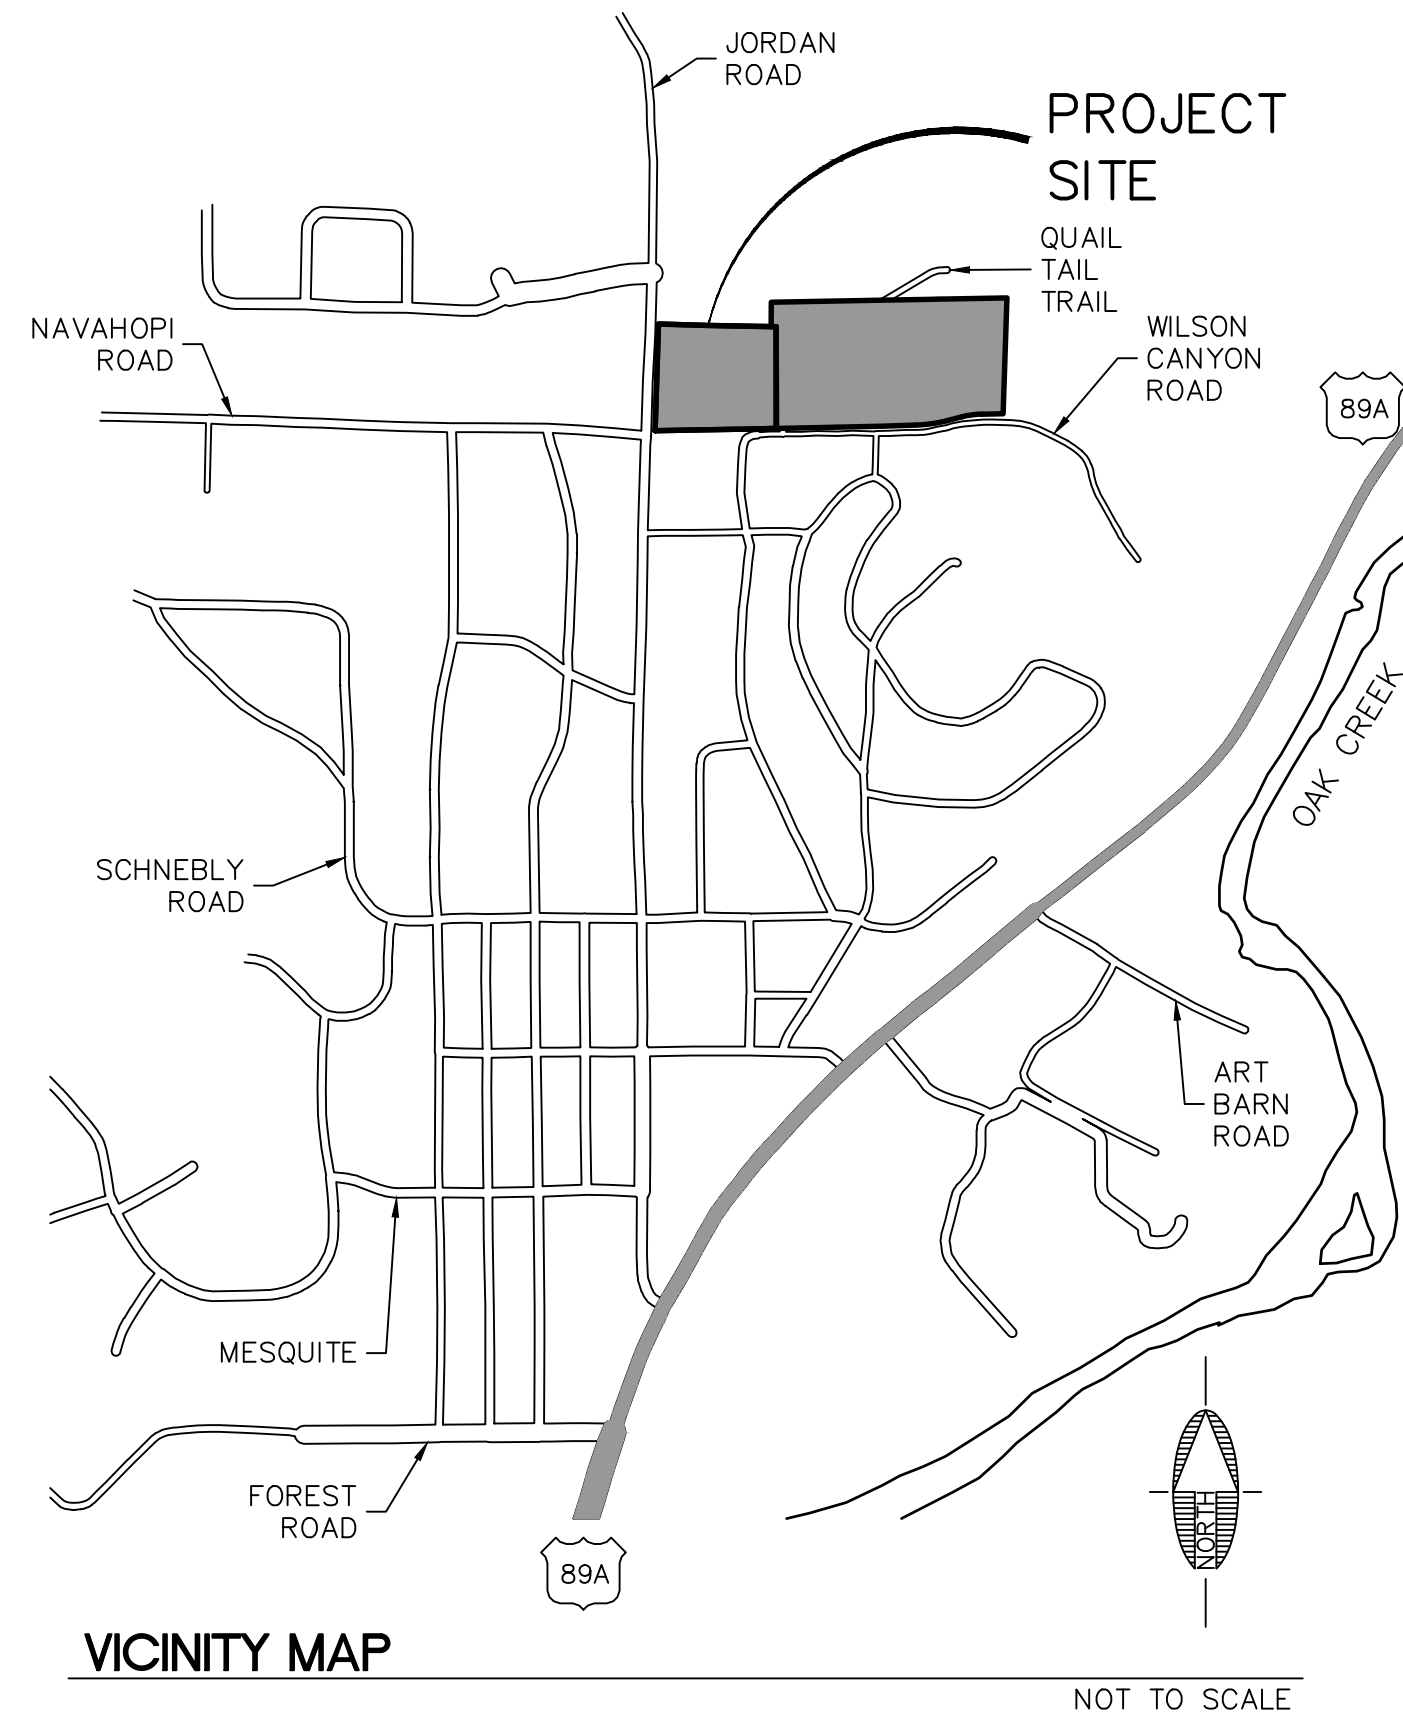 JORDAN
ROAD
PROJECT
SITE
QUAIL
TAIL
TRAIL
NAVAHOPI
ROAD
WILSON
CANYON
ROAD
89A
OAK CREEK
SCHNEBLY
ROAD
ART
BARN
ROAD
MESQUITE
FOREST
ROAD
NORTH
89A
VICINITY MAP
NOT TO SCALE